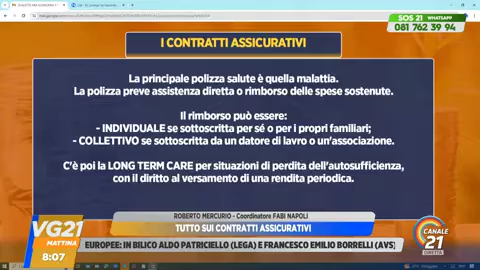 SOS 21 WHATSAPP
081 762 39 94
I CONTRATTI ASSICURATIVI
La principale polizza salute è quella malattia.
La polizza preve assistenza diretta o rimborso delle spese sostenute.
Il rimborso può essere:
- INDIVIDUALE se sottoscritta per sé o per i propri familiari;
- COLLETTIVO se sottoscritta da un datore di lavoro o un'associazione.
C'è poi la LONG TERM CARE per situazioni di perdita dell'autosufficienza,
con il diritto al versamento di una rendita periodica.
ROBERTO MERCURIO - Coordinatore FABI NAPOLI
TUTTO SUI CONTRATTI ASSICURATIVI
VG21
MATTINA
8:07
EUROPEE: IN BILICO ALDO PATRICIELLO (LEGA) E FRANCESCO EMILIO BORRELLI (AVS)
CANALE
21
DIRETTA